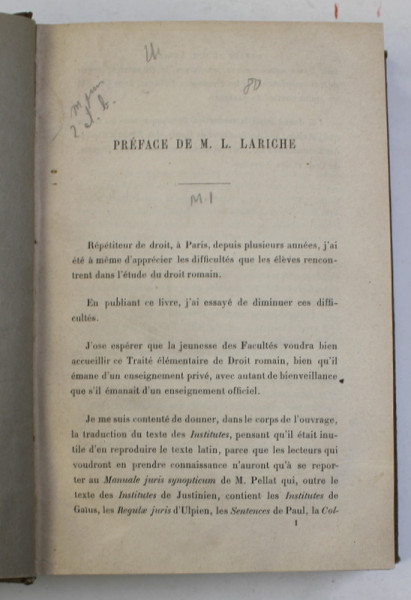 80
2 et b.
PRÉFACE DE M. L. LARICHE
M.1
Répétiteur de droit, à Paris, depuis plusieurs années, j'ai
été à même d'apprécier les difficultés que les élèves rencon-
trent dans l'étude du droit romain.
En publiant ce livre, j'ai essayé de diminuer ces diffi-
cultés.
J'ose espérer que la jeunesse des Facultés voudra bien
accueillir ce Traité élémentaire de Droit romain, bien qu'il
émane d'un enseignement privé, avec autant de bienveillance
que s'il émanait d'un enseignement officiel.
Je me suis contenté de donner, dans le corps de l'ouvrage,
la traduction du texte des Institutes, pensant qu'il était inu-
tile d'en reproduire le texte latin, parce que les lecteurs qui
voudront en prendre connaissance n'auront qu'à se repor-
ter au Manuale juris synopticum de M. Pellat qui, outre le
texte des Institutes de Justinien, contient les Institutes de
Gaïus, les Regulæ juris d'Ulpien, les Sentences de Paul, la Col-
1